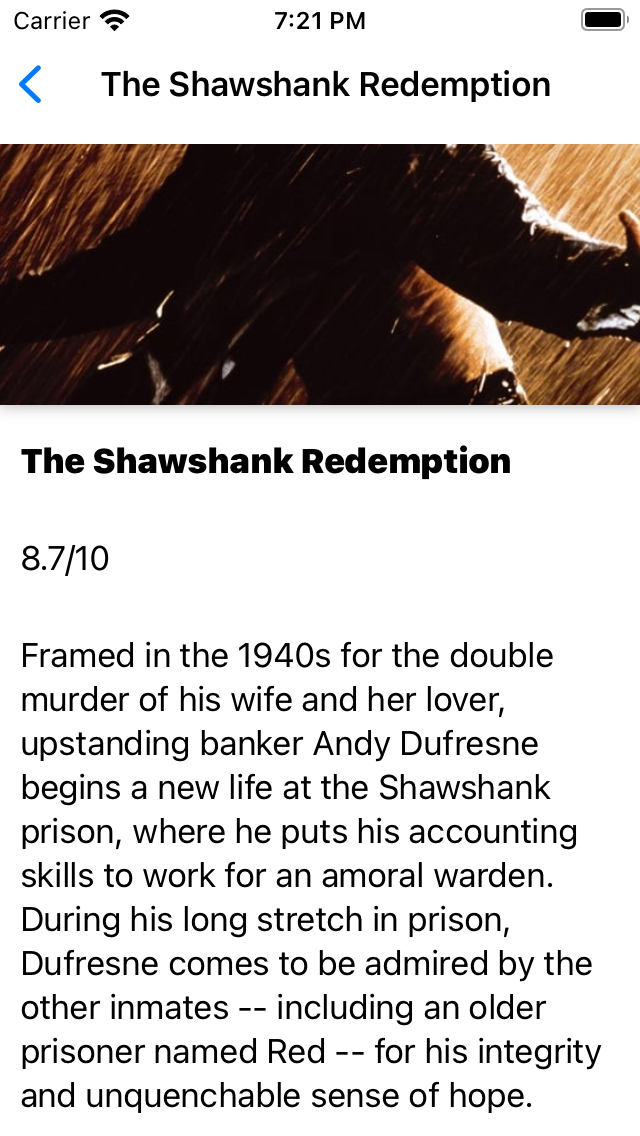 Carrier 7:21 PM
The Shawshank Redemption
The Shawshank Redemption
8.7/10
Framed in the 1940s for the double
murder of his wife and her lover,
upstanding banker Andy Dufresne
begins a new life at the Shawshank
prison, where he puts his accounting
skills to work for an amoral warden.
During his long stretch in prison,
Dufresne comes to be admired by the
other inmates -- including an older
prisoner named Red -- for his integrity
and unquenchable sense of hope.